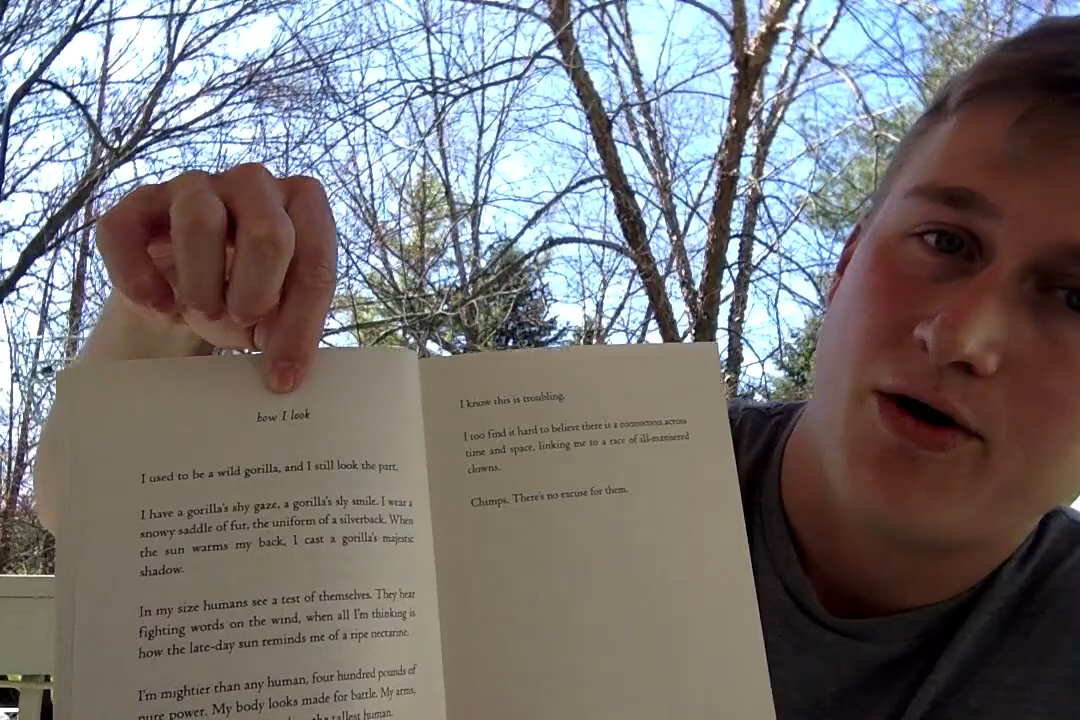 how I look
I used to be a wild gorilla, and I still look the part.
I have a gorilla's shy gaze, a gorilla's sly smile. I wear a
snowy saddle of fur, the uniform of a silverback. When
the sun warms my back, I cast a gorilla's majestic
shadow.
In my size humans see a test of themselves. They hear
fighting words on the wind, when all I'm thinking is
how the late-day sun reminds me of a ripe nectarine.
I'm mightier than any human, four hundred pounds of
pure power. My body looks made for battle. My arms,
the tallest human.
I know this is troubling.
I too find it hard to believe there is a connection across
time and space, linking me to a race of ill-mannered
clowns.
Chimps. There's no excuse for them.